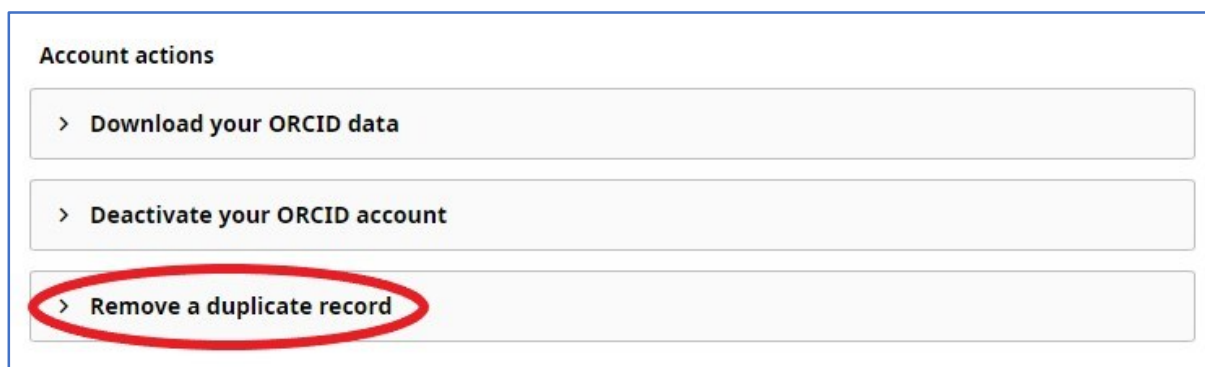 Account actions
Download your ORCID data
Deactivate your ORCID account
Remove a duplicate record